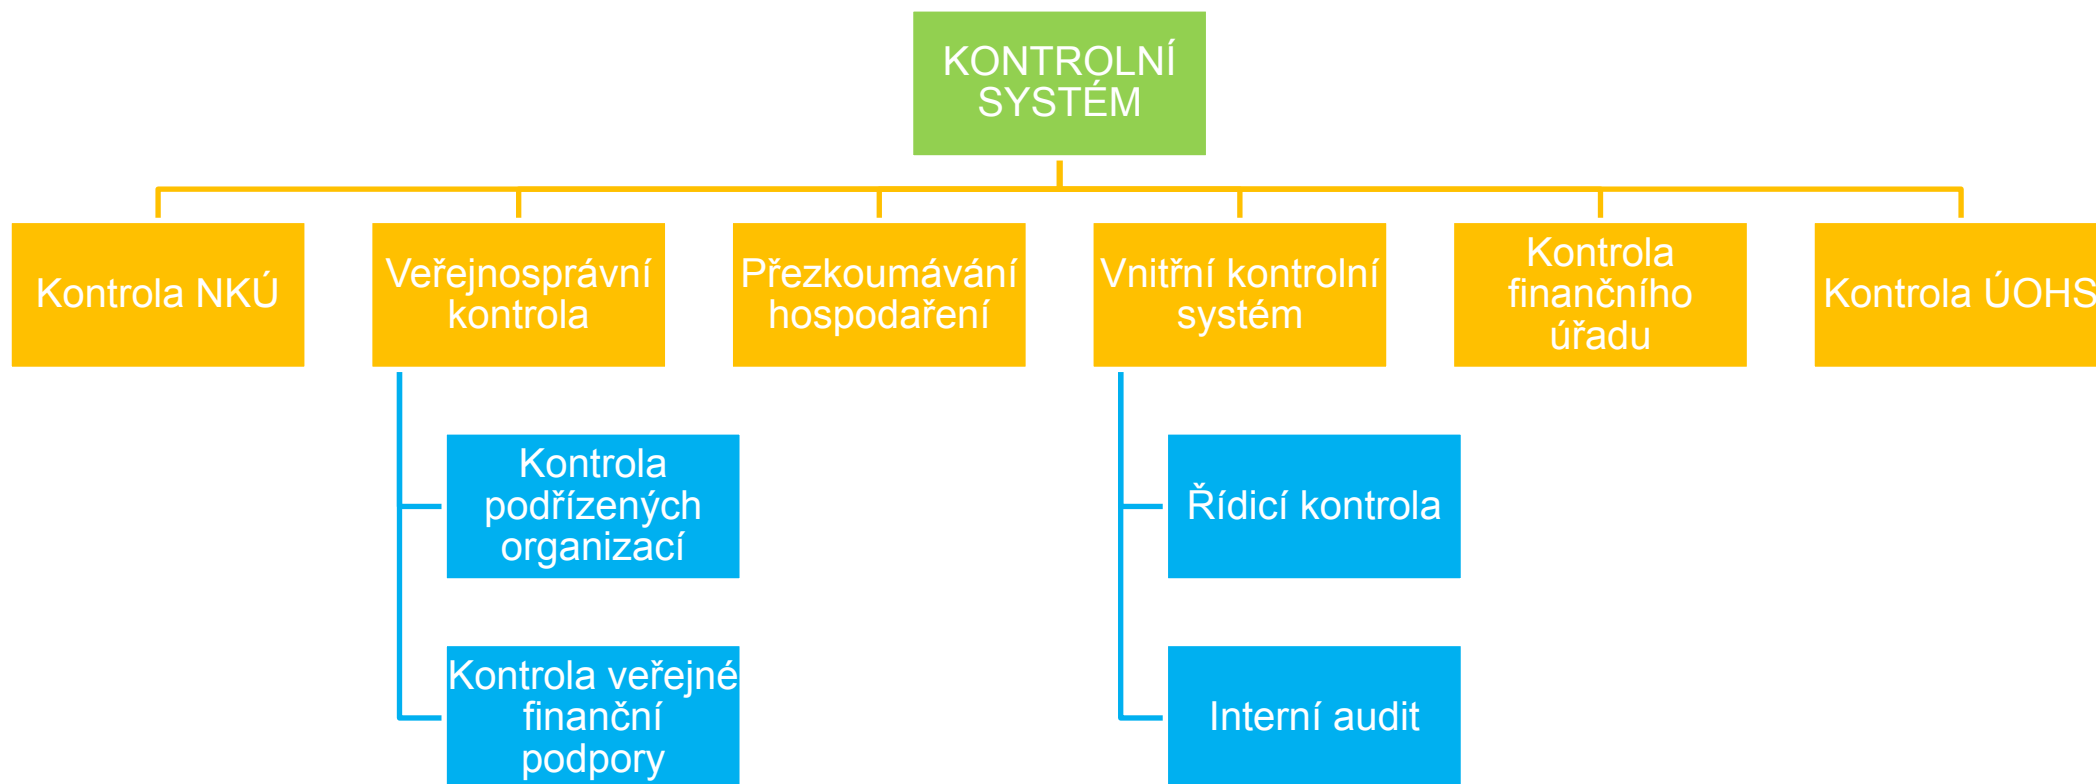 KONTROLNÍ
SYSTÉM
Kontrola NKÚ
Veřejnosprávní
kontrola
Přezkoumávání
hospodaření
Vnitřní kontrolní
systém
Kontrola
finančního
úřadu
Kontrola ÚOHS
Kontrola
podřízených
organizací
Řídicí kontrola
Kontrola veřejné
finanční
podpory
Interní audit